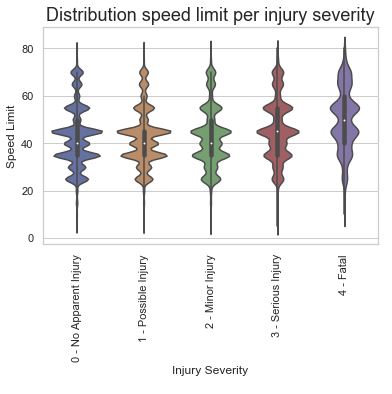 Distribution speed limit per injury severity
80
60
40
20
0
Speed Limit
0 - No Apparent Injury
1 - Possible Injury
2 - Minor Injury
3 - Serious Injury
4 - Fatal
Injury Severity